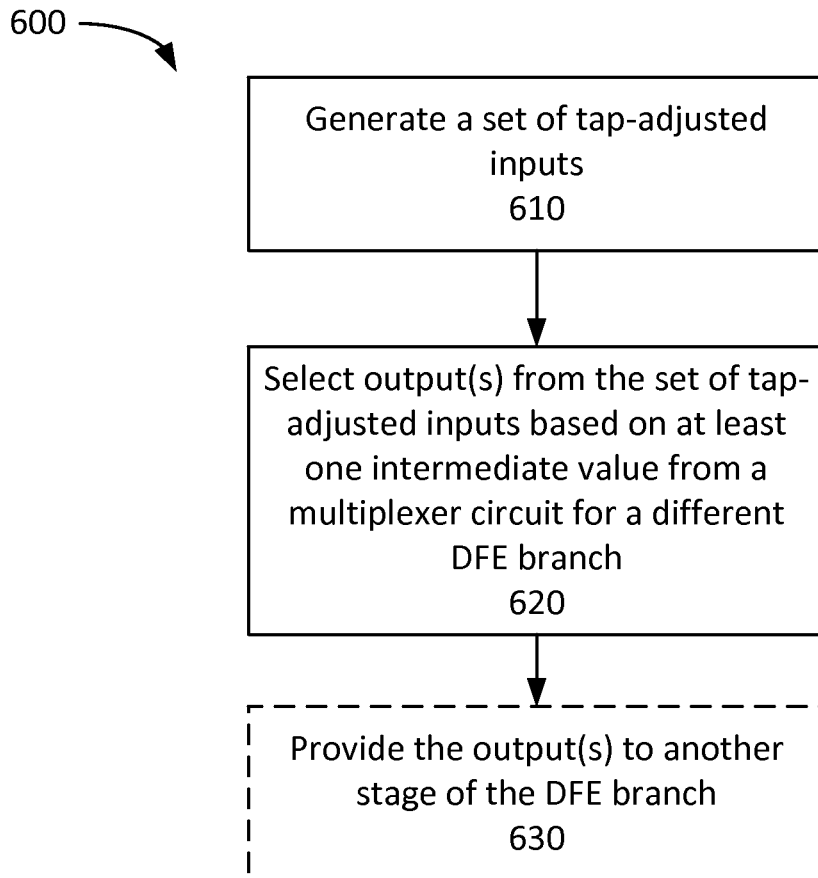 600
Generate a set of tap-adjusted
inputs
610
Select output(s) from the set of tap-
adjusted inputs based on at least
one intermediate value from a
multiplexer circuit for a different
DFE branch
620
Provide the output(s) to another
stage of the DFE branch
630